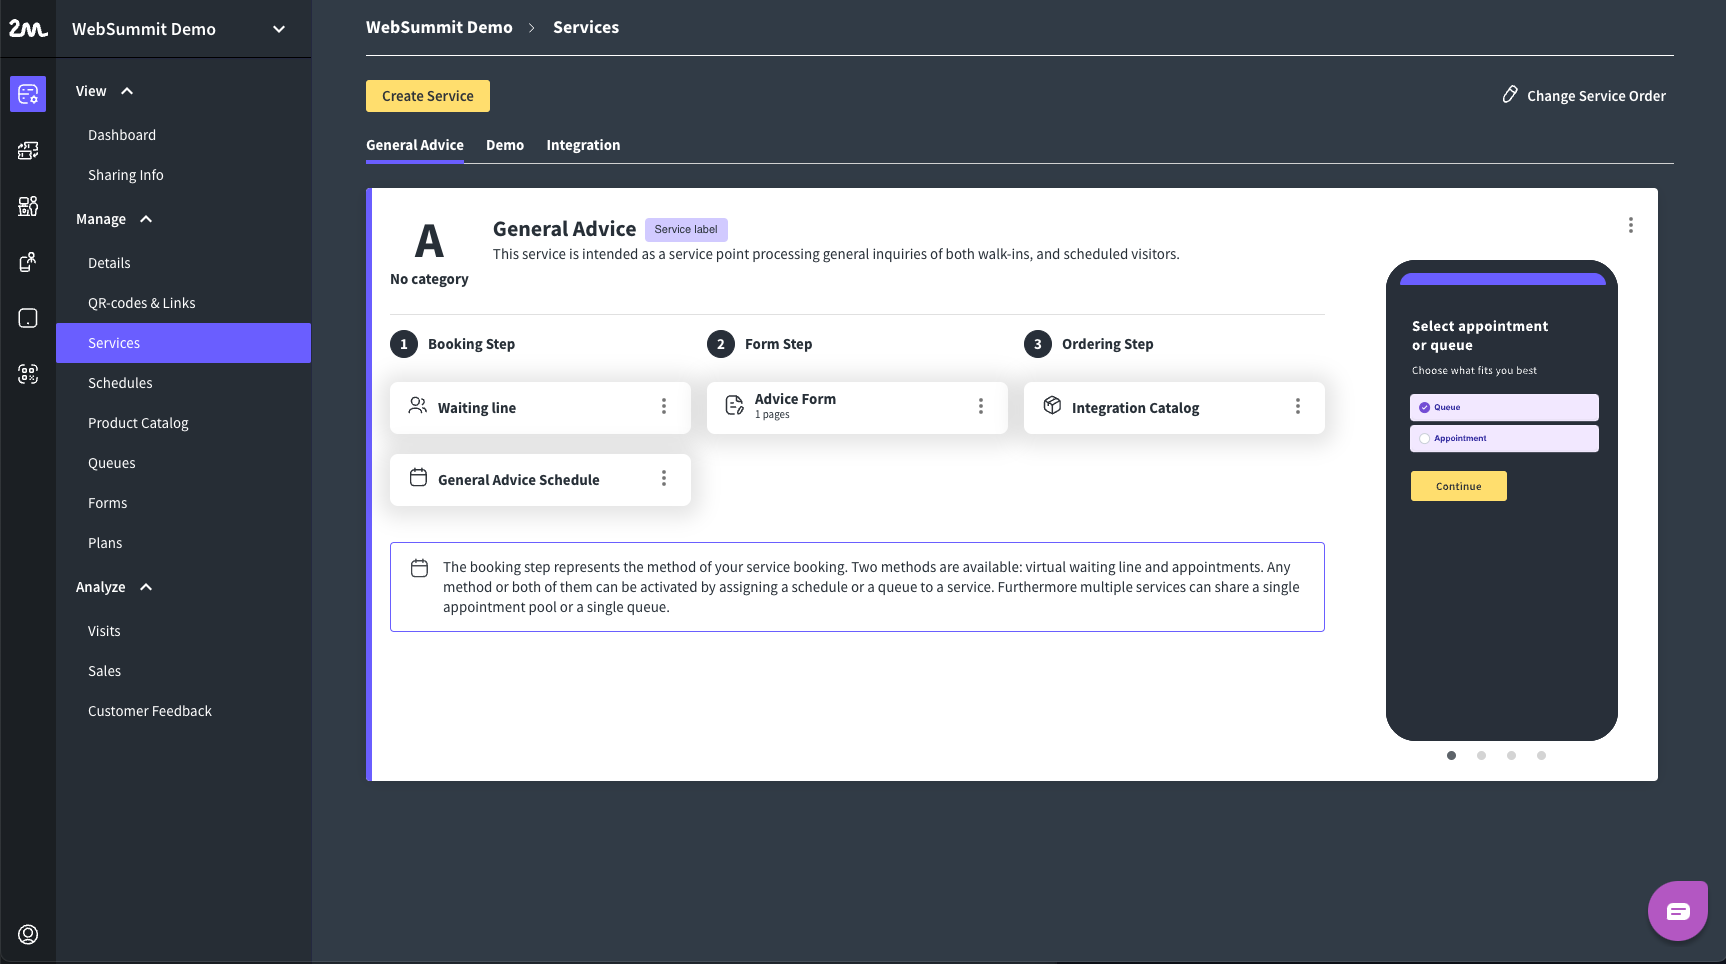 2m
WebSummit Demo
View
Dashboard
Sharing Info
Manage
Details
QR-codes & Links
Services
Schedules
Product Catalog
Queues
Forms
Plans
Analyze
Visits
Sales
Customer Feedback
WebSummit Demo > Services
Create Service
Change Service Order
General Advice Demo Integration
A
No category
General Advice Service label
This service is intended as a service point processing general inquiries of both walk-ins, and scheduled visitors.
1 Booking Step
2 Form Step
3 Ordering Step
Waiting line
Advice Form
1 pages
Integration Catalog
General Advice Schedule
The booking step represents the method of your service booking. Two methods are available: virtual waiting line and appointments. Any
method or both of them can be activated by assigning a schedule or a queue to a service. Furthermore multiple services can share a single
appointment pool or a single queue.
Select appointment
or queue
Choose what fits you best
Queue
Appointment
Continue